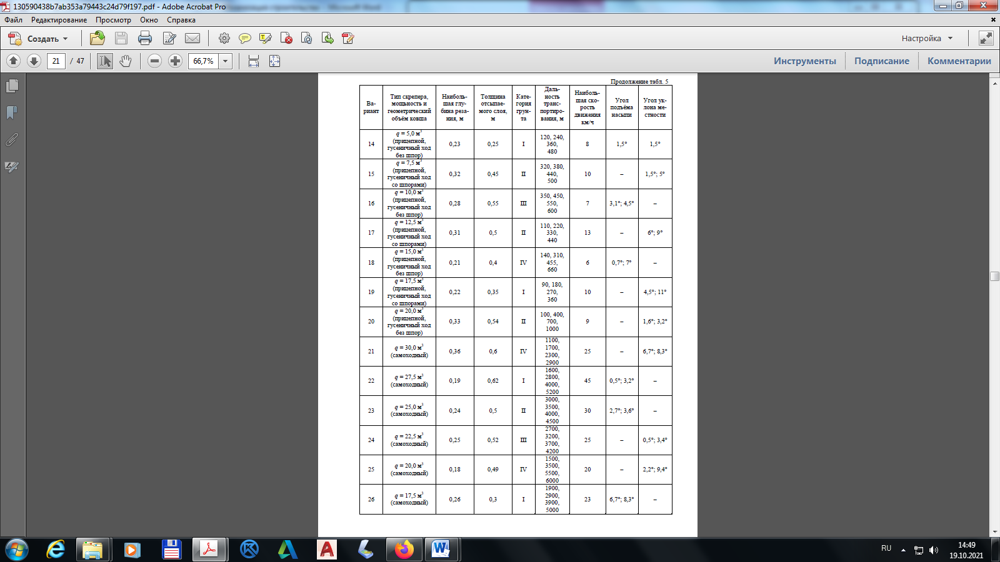 130590438b7ab353a79443c24d79f197.pdf - Adobe Acrobat Pro
Файл Редактирование Просмотр Окно Справка
Создать
Настройка
21 / 47
66,7%
Инструменты Подписание Комментарии
Продолжение табл. 5
Ва-
риант
Тип скрепера,
мощьность и
геометрический
объём ковша
Наиболь-
шая глу-
бина реза-
ния, м
Толщина
отсыпае-
мого слоя,
м
Кате-
гория
грун-
та
Даль-
ность
транс-
портиро-
вания, м
Наиболь-
шая ско-
рость
движения
км/ч
Угол
подъёма
насыпи
Угол ук-
лона ме-
стности
14
q = 5,0 м³
(прицепной,
гусеничный ход
без шпор)
0,23
0,25
I
120, 240,
360,
480
8
1,5°
1,5°
15
q = 7,5 м³
(прицепной,
гусеничный ход
со шпорами)
0,32
0,45
II
320, 380,
440,
500
10
–
1,5°; 5°
16
q = 10,0 м³
(прицепной,
гусеничный ход
без шпор)
0,28
0,55
III
350, 450,
550,
600
7
3,1°; 4,5°
–
17
q = 12,5 м³
(прицепной,
гусеничный ход
со шпорами)
0,31
0,5
II
110, 220,
330,
440
13
–
6°; 9°
18
q = 15,0 м³
(прицепной,
гусеничный ход
без шпор)
0,21
0,4
IV
140, 310,
455,
660
6
0,7°; 7°
–
19
q = 17,5 м³
(прицепной,
гусеничный ход
со шпорами)
0,22
0,35
I
90, 180,
270,
360
10
–
4,5°; 11°
20
q = 20,0 м³
(прицепной,
гусеничный ход
без шпор)
0,33
0,54
II
100, 400,
700,
1000
9
–
1,6°; 3,2°
21
q = 30,0 м³
(самоходный)
0,36
0,6
IV
1100,
1700,
2300,
2900
25
–
6,7°; 8,3°
22
q = 27,5 м³
(самоходный)
0,19
0,62
I
1600,
2800,
4000,
5200
45
0,5°; 3,2°
–
23
q = 25,0 м³
(самоходный)
0,24
0,5
II
3000,
3500,
4000,
4500
30
2,7°; 3,6°
–
24
q = 22,5 м³
(самоходный)
0,25
0,52
III
2700,
3200,
3700,
4200
25
–
0,5°; 3,4°
25
q = 20,0 м³
(самоходный)
0,18
0,49
IV
1500,
3500,
5500,
6000
20
–
2,2°; 9,4°
26
q = 17,5 м³
(самоходный)
0,26
0,3
I
1900,
2900,
3900,
5000
23
6,7°; 8,3°
–
RU
14:49
19.10.2021